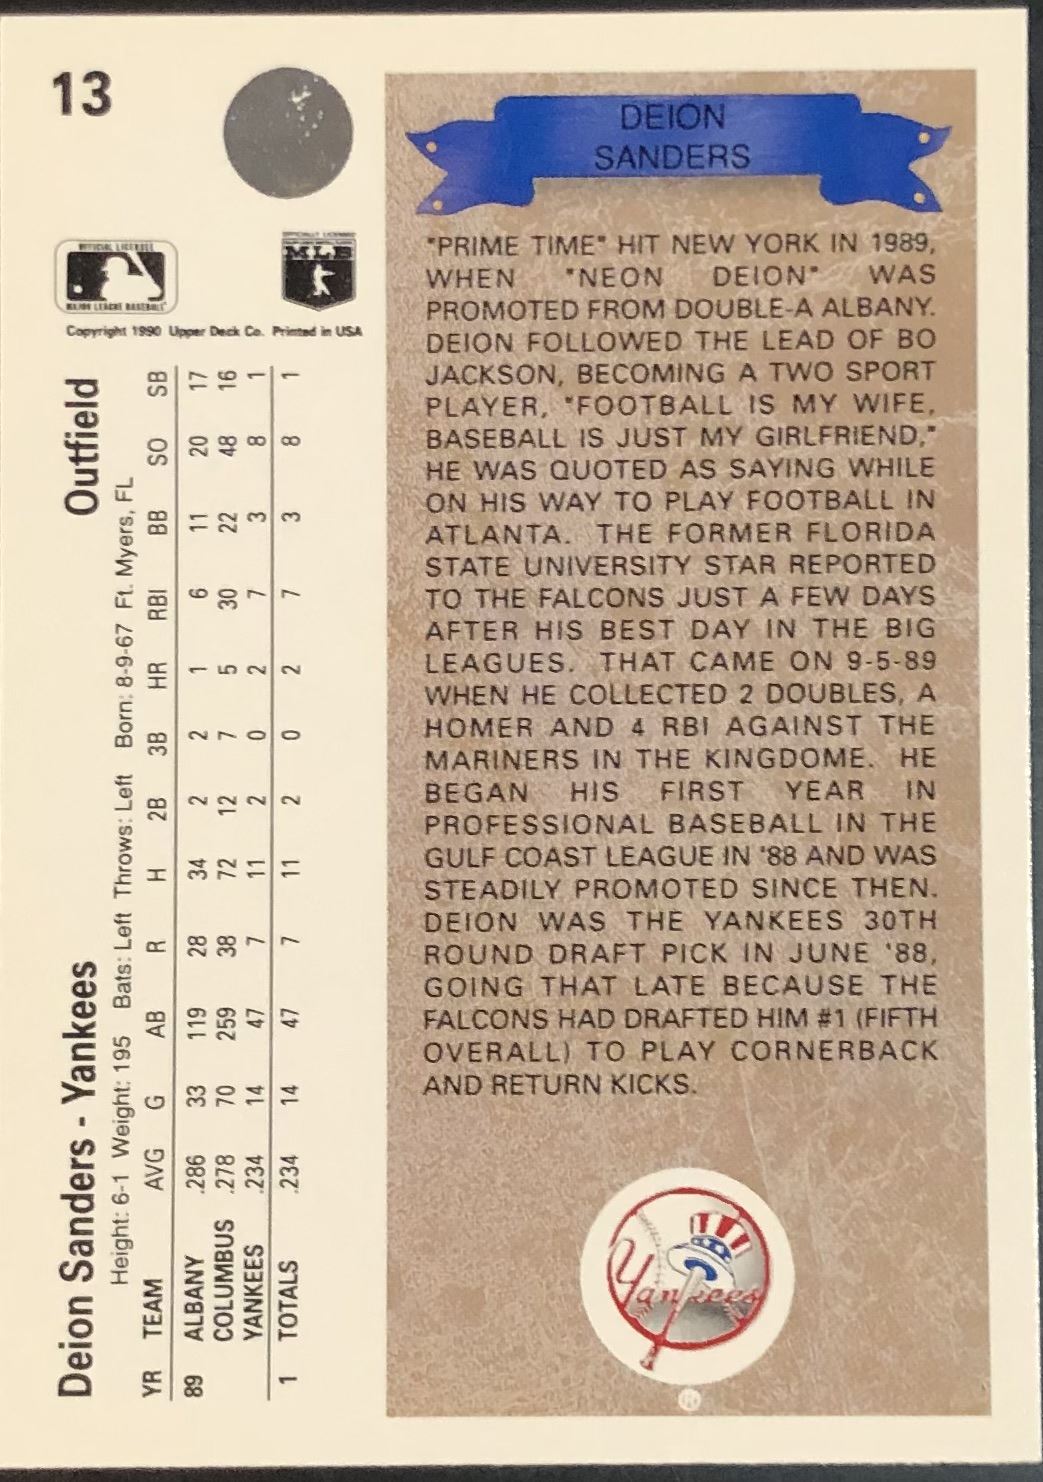 13
OFFICIAL LICENSEE
MAJOR LEAGUE BASEBALL
OFFICIALLY LICENSED
MLB
Copyright 1990 Upper Deck Co. Printed in USA
Deion Sanders - Yankees Outfield
Height: 6-1 Weight: 195 Bats: Left Throws: Left Born: 8-9-67 Ft. Myers, FL
YR TEAM AVG G AB R H 2B 3B HR RBI BB SO SB
89 ALBANY .286 33 119 28 34 2 2 1 6 11 20 17
COLUMBUS .278 70 259 38 72 12 7 5 30 22 48 16
YANKEES .234 14 47 7 11 2 0 2 7 3 8 1
1 TOTALS .234 14 47 7 11 2 0 2 7 3 8 1
DEION
SANDERS
"PRIME TIME" HIT NEW YORK IN 1989,
WHEN "NEON DEION" WAS
PROMOTED FROM DOUBLE-A ALBANY.
DEION FOLLOWED THE LEAD OF BO
JACKSON, BECOMING A TWO SPORT
PLAYER, "FOOTBALL IS MY WIFE,
BASEBALL IS JUST MY GIRLFRIEND,"
HE WAS QUOTED AS SAYING WHILE
ON HIS WAY TO PLAY FOOTBALL IN
ATLANTA. THE FORMER FLORIDA
STATE UNIVERSITY STAR REPORTED
TO THE FALCONS JUST A FEW DAYS
AFTER HIS BEST DAY IN THE BIG
LEAGUES. THAT CAME ON 9-5-89
WHEN HE COLLECTED 2 DOUBLES, A
HOMER AND 4 RBI AGAINST THE
MARINERS IN THE KINGDOME. HE
BEGAN HIS FIRST YEAR IN
PROFESSIONAL BASEBALL IN THE
GULF COAST LEAGUE IN '88 AND WAS
STEADILY PROMOTED SINCE THEN.
DEION WAS THE YANKEES 30TH
ROUND DRAFT PICK IN JUNE '88,
GOING THAT LATE BECAUSE THE
FALCONS HAD DRAFTED HIM #1 (FIFTH
OVERALL) TO PLAY CORNERBACK
AND RETURN KICKS.
Yankees
®